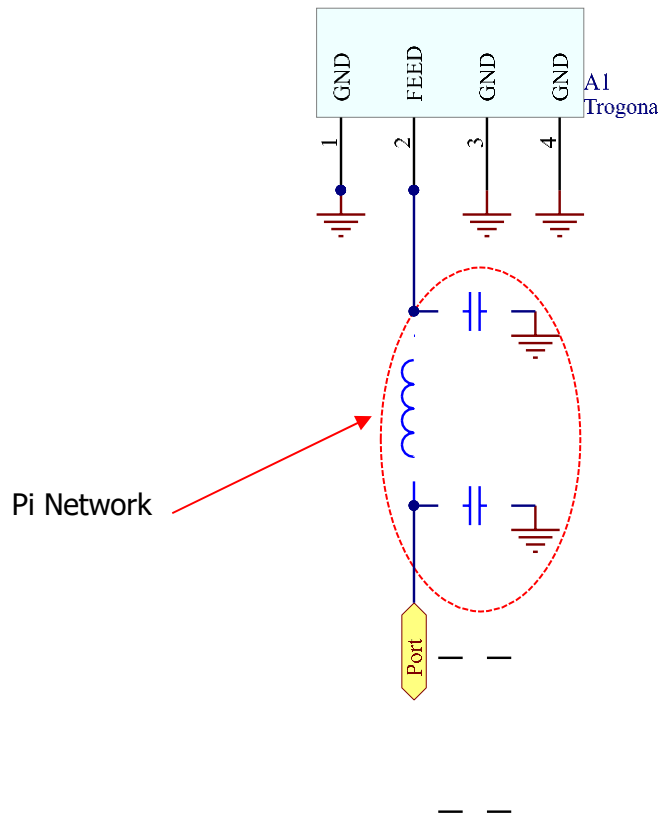 GND
FEED
GND
GND
A1
Trogona
1
2
3
4
Pi Network
Port